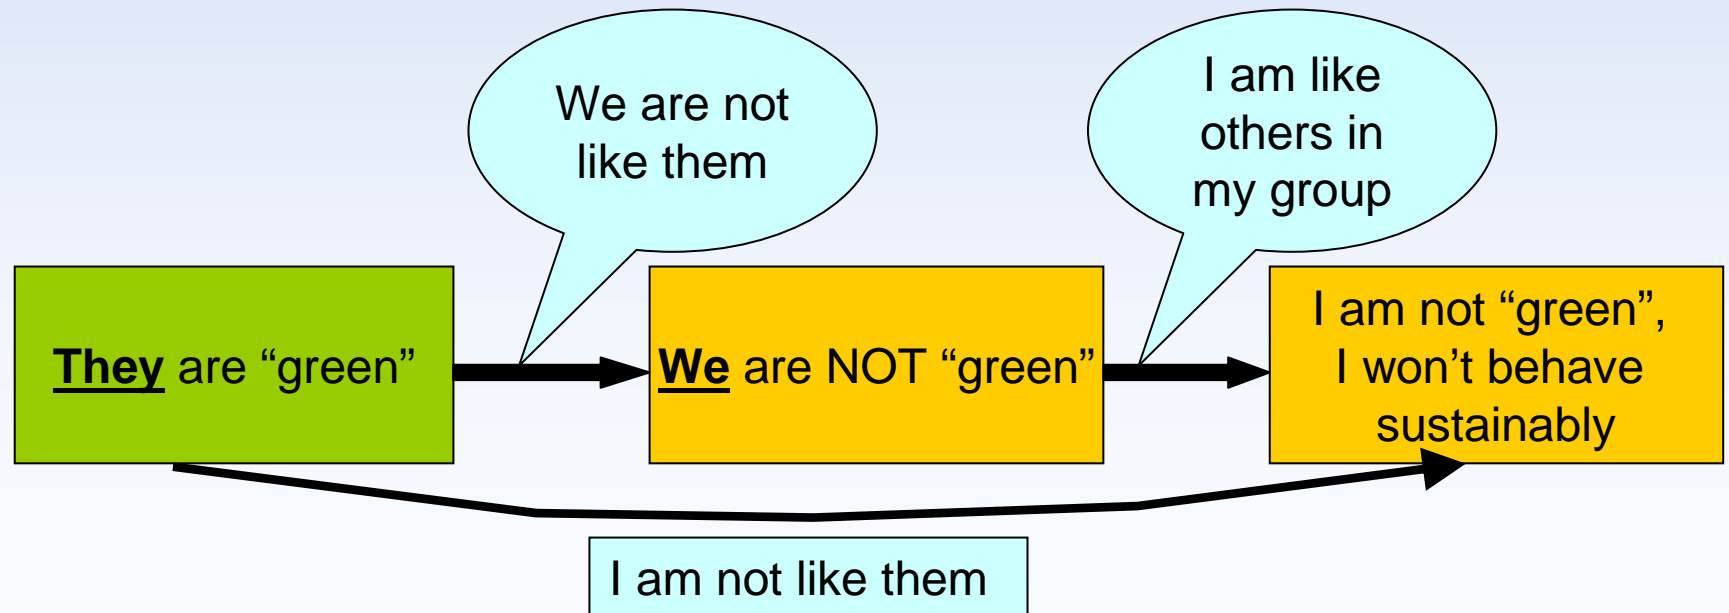 We are not
like them
I am like
others in
my group
They are “green”
We are NOT “green”
I am not “green”,
I won’t behave
sustainably
I am not like them